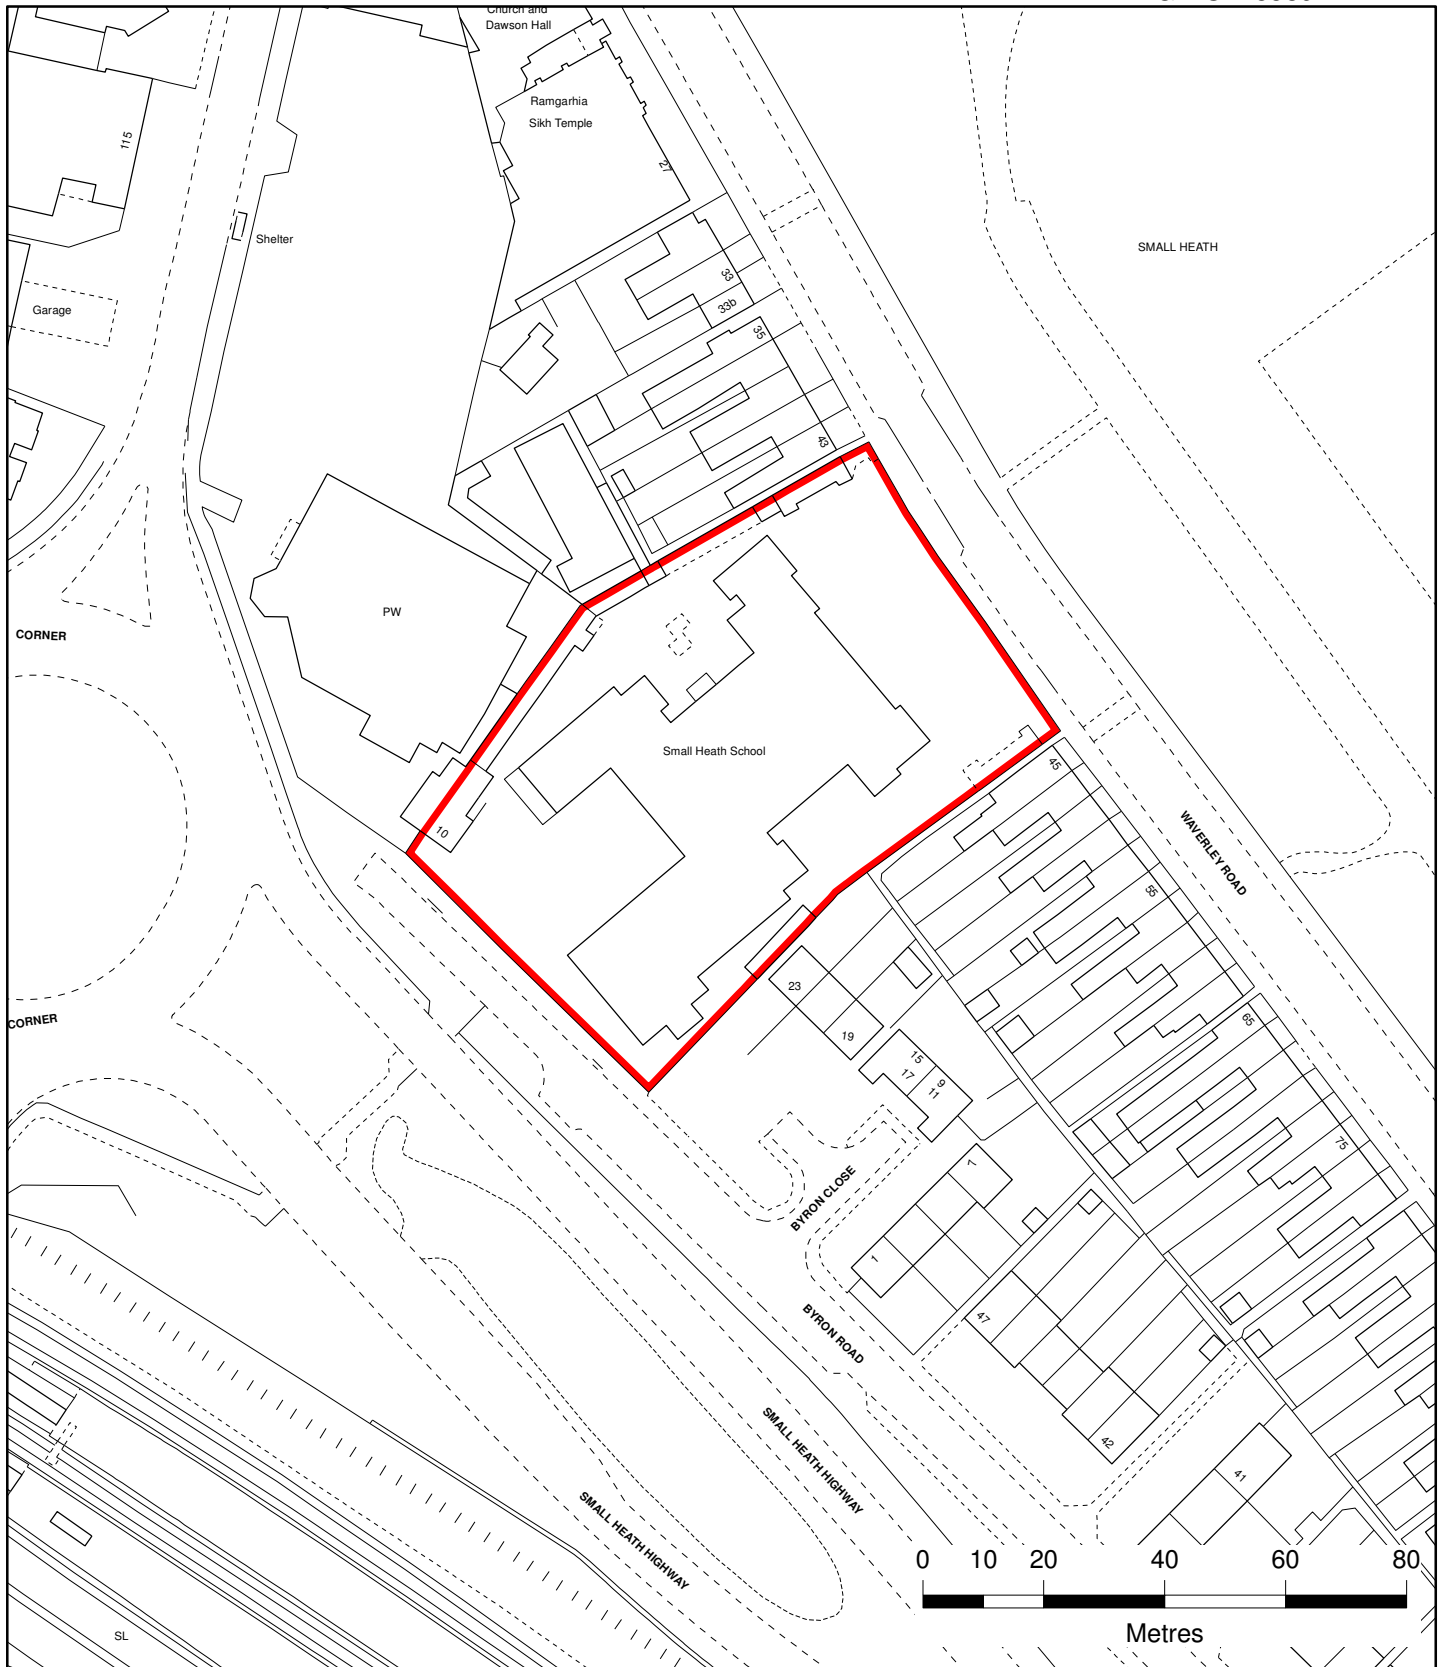 Church and
Dawson Hall
Ramgarhia
Sikh Temple
27
115
Shelter
SMALL HEATH
33
Garage
33b
35
43
PW
CORNER
Small Heath School
45
10
WAVERLEY ROAD
55
23
CORNER
19
65
15
17
9
11
75
7
BYRON CLOSE
1
47
BYRON ROAD
42
SMALL HEATH HIGHWAY
41
SMALL HEATH HIGHWAY
0 10 20 40 60 80
Metres
SL